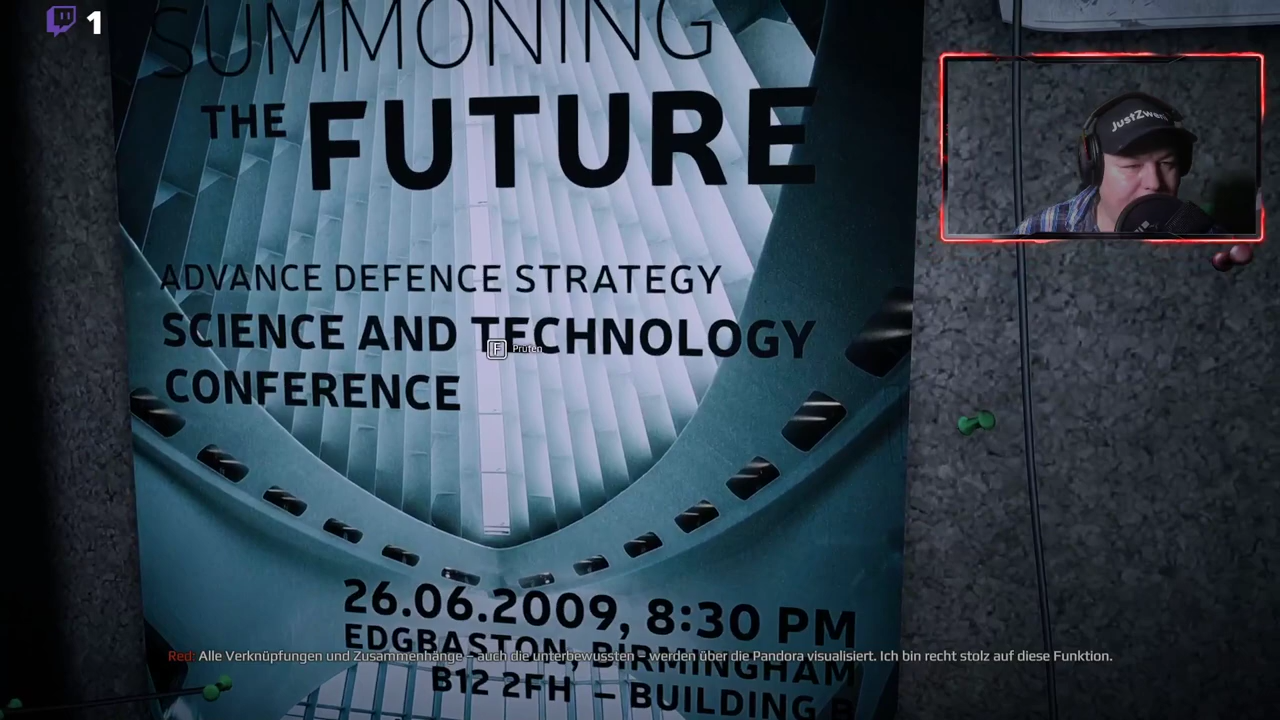 1
SUMMONING
THE FUTURE
JustZwerk
ADVANCE DEFENCE STRATEGY
SCIENCE AND TECHNOLOGY
F Prüfen
CONFERENCE
26.06.2009, 8:30 PM
EDGBASTON, BIRMINGHAM
Red: Alle Verknüpfungen und Zusammenhänge – auch die unterbewussten – werden über die Pandora visualisiert. Ich bin recht stolz auf diese Funktion.
B12 2FH – BUILDING B